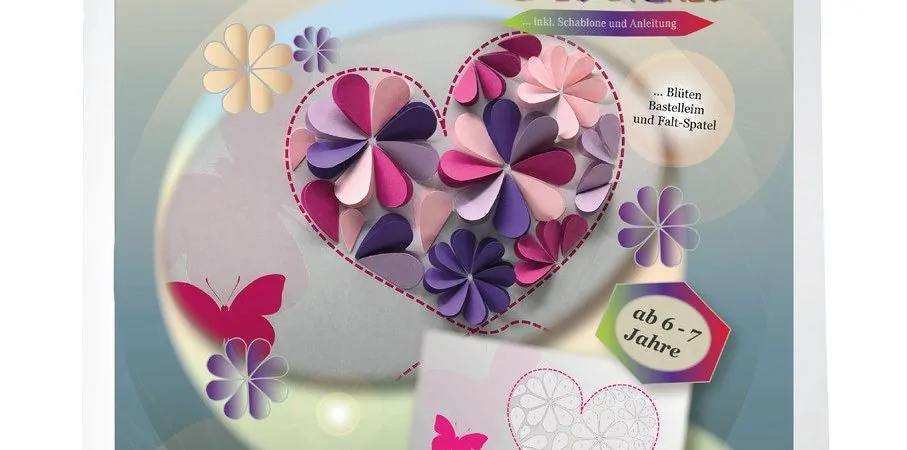 ... inkl. Schablone und Anleitung
... Blüten
Bastelleim
und Falt-Spatel
ab 6 - 7
Jahre